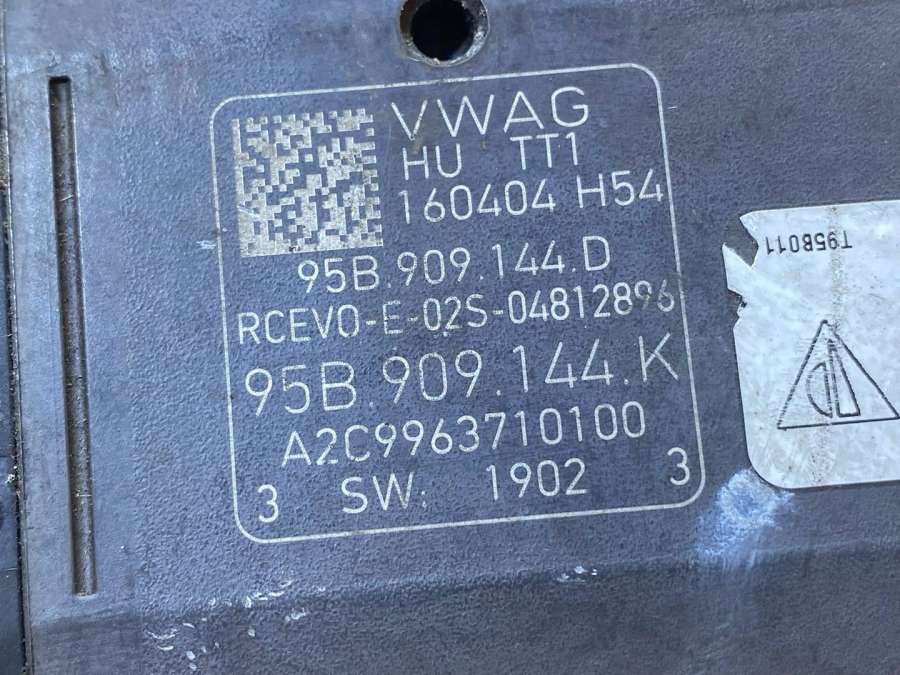 VWAG
HU TT1
160404 H54
95B.909.144.D
RCEVO-E-02S-04812896
95B.909.144.K
A2C9963710100
3 SW: 1902 3
T95B011